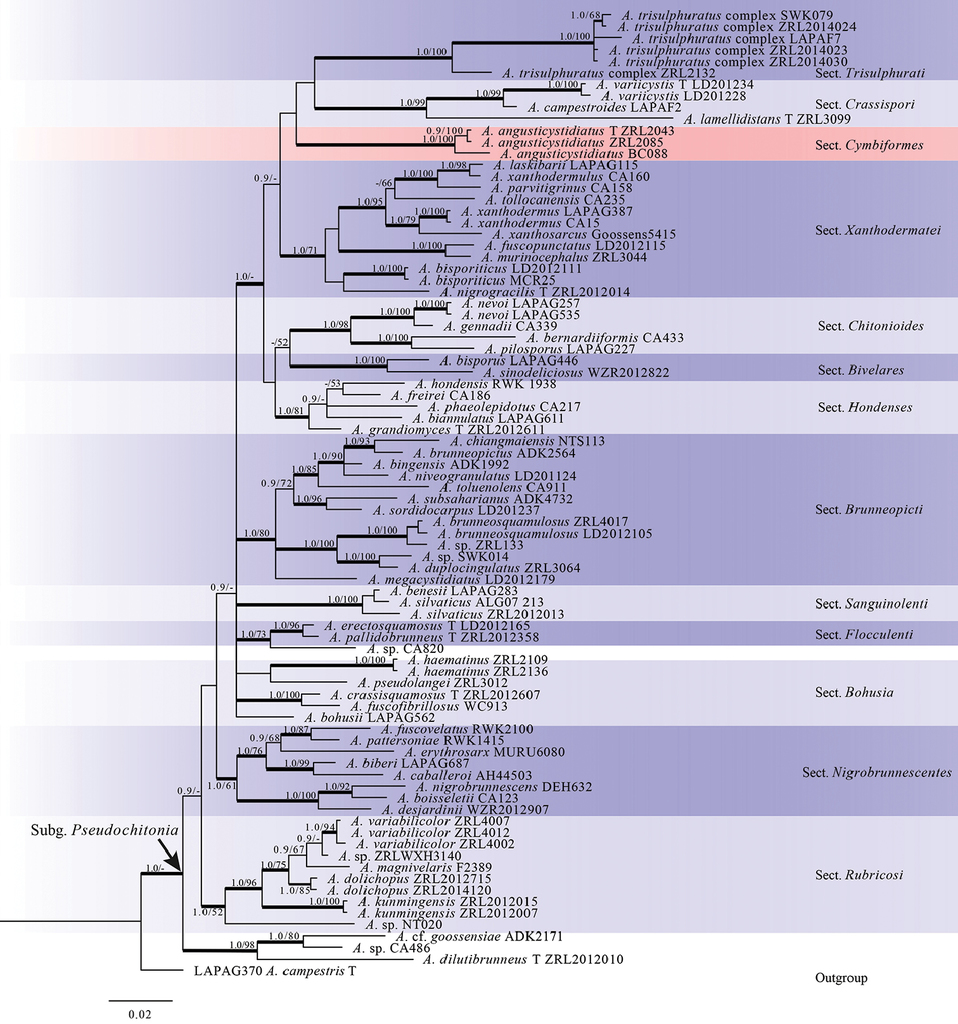 1.0/68
A. trisulphuratus complex SWK079
A. trisulphuratus complex ZRL2014024
1.0/100
A. trisulphuratus complex LAPAF7
1.0/100
A. trisulphuratus complex ZRL2014023
A. trisulphuratus complex ZRL2014030
A. trisulphuratus complex ZRL2132
Sect. Trisulphurati
1.0/100
A. variicystis T LD201234
1.0/99
A. variicystis LD201228
1.0/99
A. campestroides LAPAF2
Sect. Crassispori
A. lamellidistans T ZRL3099
0.9/100
A. angusticystidiatus T ZRL2043
1.0/100
A. angusticystidiatus ZRL2085
Sect. Cymbiformes
A. angusticystidiatus BC088
1.0/98
A. laskibarii LAPAG115
A. xanthodermulus CA160
0.9/-
-/66
1.0/100
A. parvitigrinus CA158
A. tollocanensis CA235
1.0/95
1.0/100
A. xanthodermus LAPAG387
1.0/79
A. xanthodermus CA15
Sect. Xanthodermatei
A. xanthosarcus Goossens5415
1.0/100
A. fuscopunctatus LD2012115
1.0/71
A. murinocephalus ZRL3044
1.0/100
A. bisporiticus LD2012111
1.0/-
A. bisporiticus MCR25
A. nigrogracilis T ZRL2012014
1.0/100
A. nevoi LAPAG257
1.0/100
A. nevoi LAPAG535
1.0/98
A. gennadii CA339
Sect. Chitonioides
-/52
1.0/100
A. bernardiiformis CA433
A. pilosporus LAPAG227
1.0/100
A. bisporus LAPAG446
A. sinodeliciosus WZR2012822
Sect. Bivelares
-/53
A. hondensis RWK 1938
0.9/-
A. freirei CA186
A. phaeolepidotus CA217
Sect. Hondenses
1.0/81
A. biannulatus LAPAG611
A. grandiomyces T ZRL2012611
1.0/93
A. chiangmaiensis NTS113
1.0/90
A. brunneopictus ADK2564
1.0/85
A. bingensis ADK1992
A. niveogranulatus LD201124
0.9/72
A. toluenolens CA911
1.0/96
A. subsaharianus ADK4732
A. sordidocarpus LD201237
Sect. Brunneopicti
1.0/100
A. brunneosquamulosus ZRL4017
1.0/80
A. brunneosquamulosus LD2012105
1.0/100
A. sp. ZRL133
1.0/100
A. sp. SWK014
A. duplocingulatus ZRL3064
A. megacystidiatus LD2012179
0.9/-
A. benesii LAPAG283
1.0/100
A. silvaticus ALG07 213
Sect. Sanguinolenti
A. silvaticus ZRL2012013
1.0/96
A. erectosquamosus T LD2012165
1.0/73
A. pallidobrunneus T ZRL2012358
Sect. Flocculenti
A. sp. CA820
1.0/100
A. haematinus ZRL2109
A. haematinus ZRL2136
A. pseudolangei ZRL3012
1.0/100
A. crassisquamosus T ZRL2012607
Sect. Bohusia
A. fuscofibrillosus WC913
A. bohusii LAPAG562
1.0/87
A. fuscovelatus RWK2100
0.9/68
A. pattersoniae RWK1415
1.0/76
A. erythrosarx MURU6080
1.0/99
A. biberi LAPAG687
A. caballeroi AH44503
Sect. Nigrobrunnescentes
1.0/61
1.0/92
A. nigrobrunnescens DEH632
0.9/-
1.0/100
A. boisseletii CA123
A. desjardinii WZR2012907
1.0/94
A. variabilicolor ZRL4007
Subg. Pseudochitonia
A. variabilicolor ZRL4012
0.9/-
A. variabilicolor ZRL4002
0.9/67
A. sp. ZRLWXH3140
1.0/75
A. magnivelaris F2389
1.0/-
1.0/96
A. dolichopus ZRL2012715
Sect. Rubricosi
1.0/85
A. dolichopus ZRL2014120
1.0/100
A. kunmingensis ZRL2012015
1.0/52
A. kunmingensis ZRL2012007
A. sp. NT020
1.0/80
A. cf. goossensiae ADK2171
1.0/98
A. sp. CA486
A. dilutibrunneus T ZRL2012010
LAPAG370 A. campestris T
Outgroup
0.02